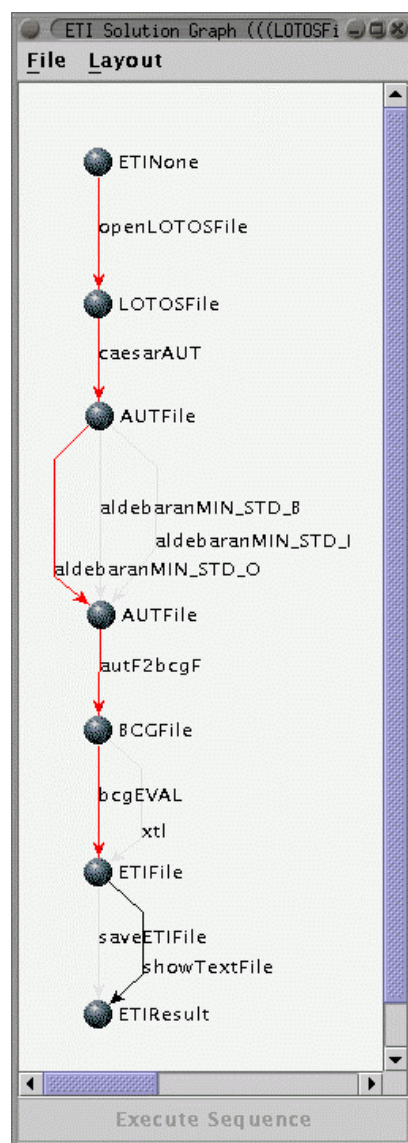 ETI Solution Graph (((LOTOSFi
File Layout
ETINone
openLOTOSFile
LOTOSFile
caesarAUT
AUTFile
aldebaranMIN_STD_B
aldebaranMIN_STD_I
aldebaranMIN_STD_O
AUTFile
autF2bcgF
BCGFile
bcgEVAL
xtl
ETIFile
saveETIFile
showTextFile
ETIResult
Execute Sequence